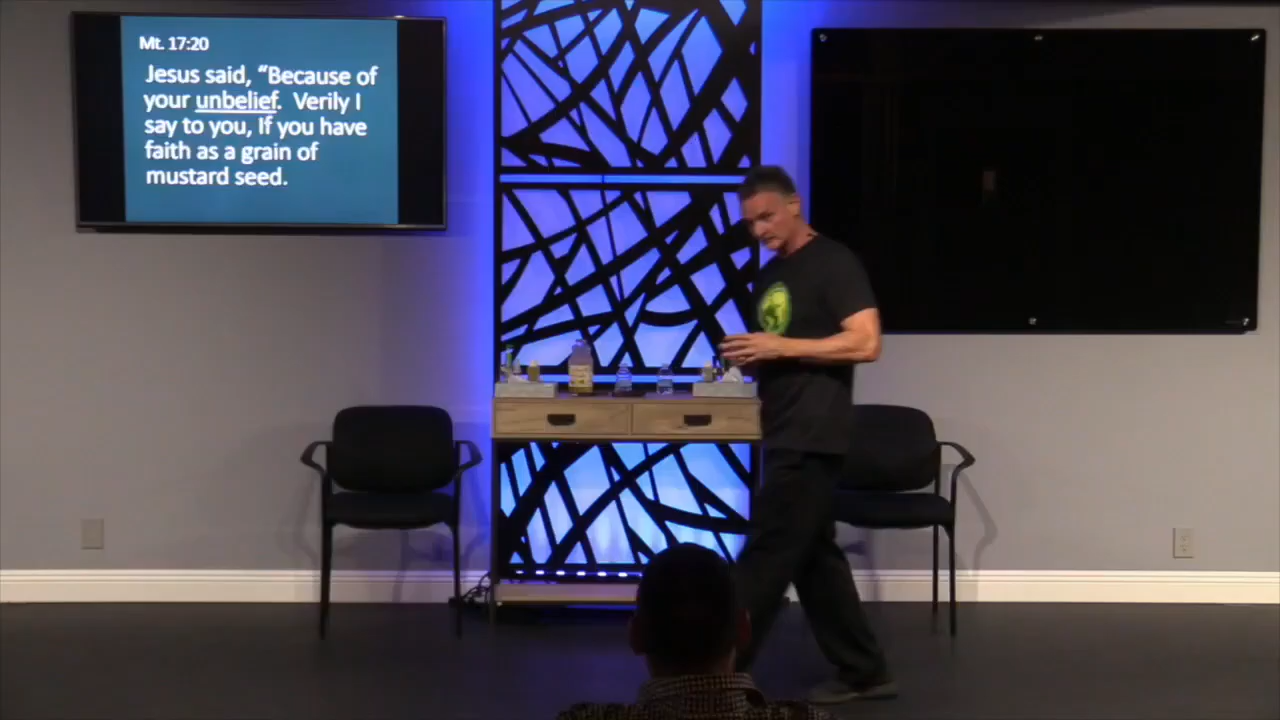 Mt. 17:20
Jesus said, “Because of
your unbelief.  Verily I
say to you, If you have
faith as a grain of
mustard seed.